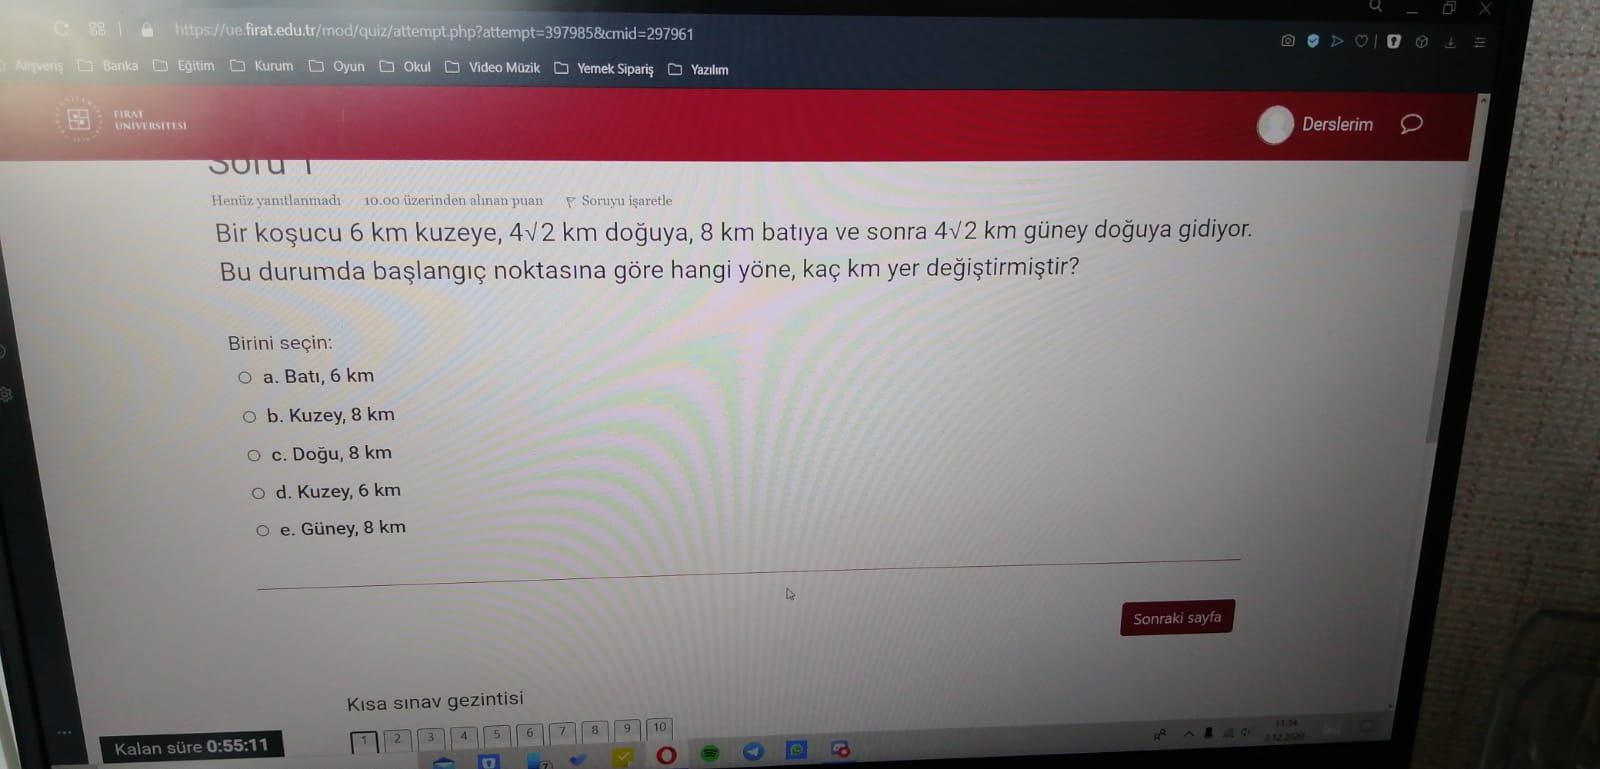 https://ue.firat.edu.tr/mod/quiz/attempt.php?attempt=397985&cmid=297961
Alışveriş Banka Eğitim Kurum Oyun Okul Video Müzik Yemek Sipariş Yazılım
FIRAT
ÜNİVERSİTESİ
Derslerim
Soru 1
Henüz yanıtlanmadı 10.00 üzerinden alınan puan Soruyu işaretle
Bir koşucu 6 km kuzeye, 4√2 km doğuya, 8 km batıya ve sonra 4√2 km güney doğuya gidiyor.
Bu durumda başlangıç noktasına göre hangi yöne, kaç km yer değiştirmiştir?
Birini seçin:
a. Batı, 6 km
b. Kuzey, 8 km
c. Doğu, 8 km
d. Kuzey, 6 km
e. Güney, 8 km
Sonraki sayfa
Kısa sınav gezintisi
1 2 3 4 5 6 7 8 9 10
Kalan süre 0:55:11
11:34
2.12.2020